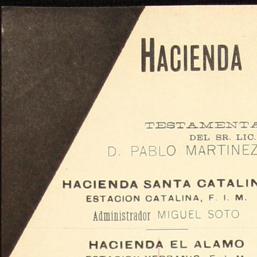 HACIENDA
TESTAMENTA
DEL SR. LIC.
D. PABLO MARTINEZ
HACIENDA SANTA CATALIN
ESTACION CATALINA, F. I. M.
Administrador MIGUEL SOTO
HACIENDA EL ALAMO